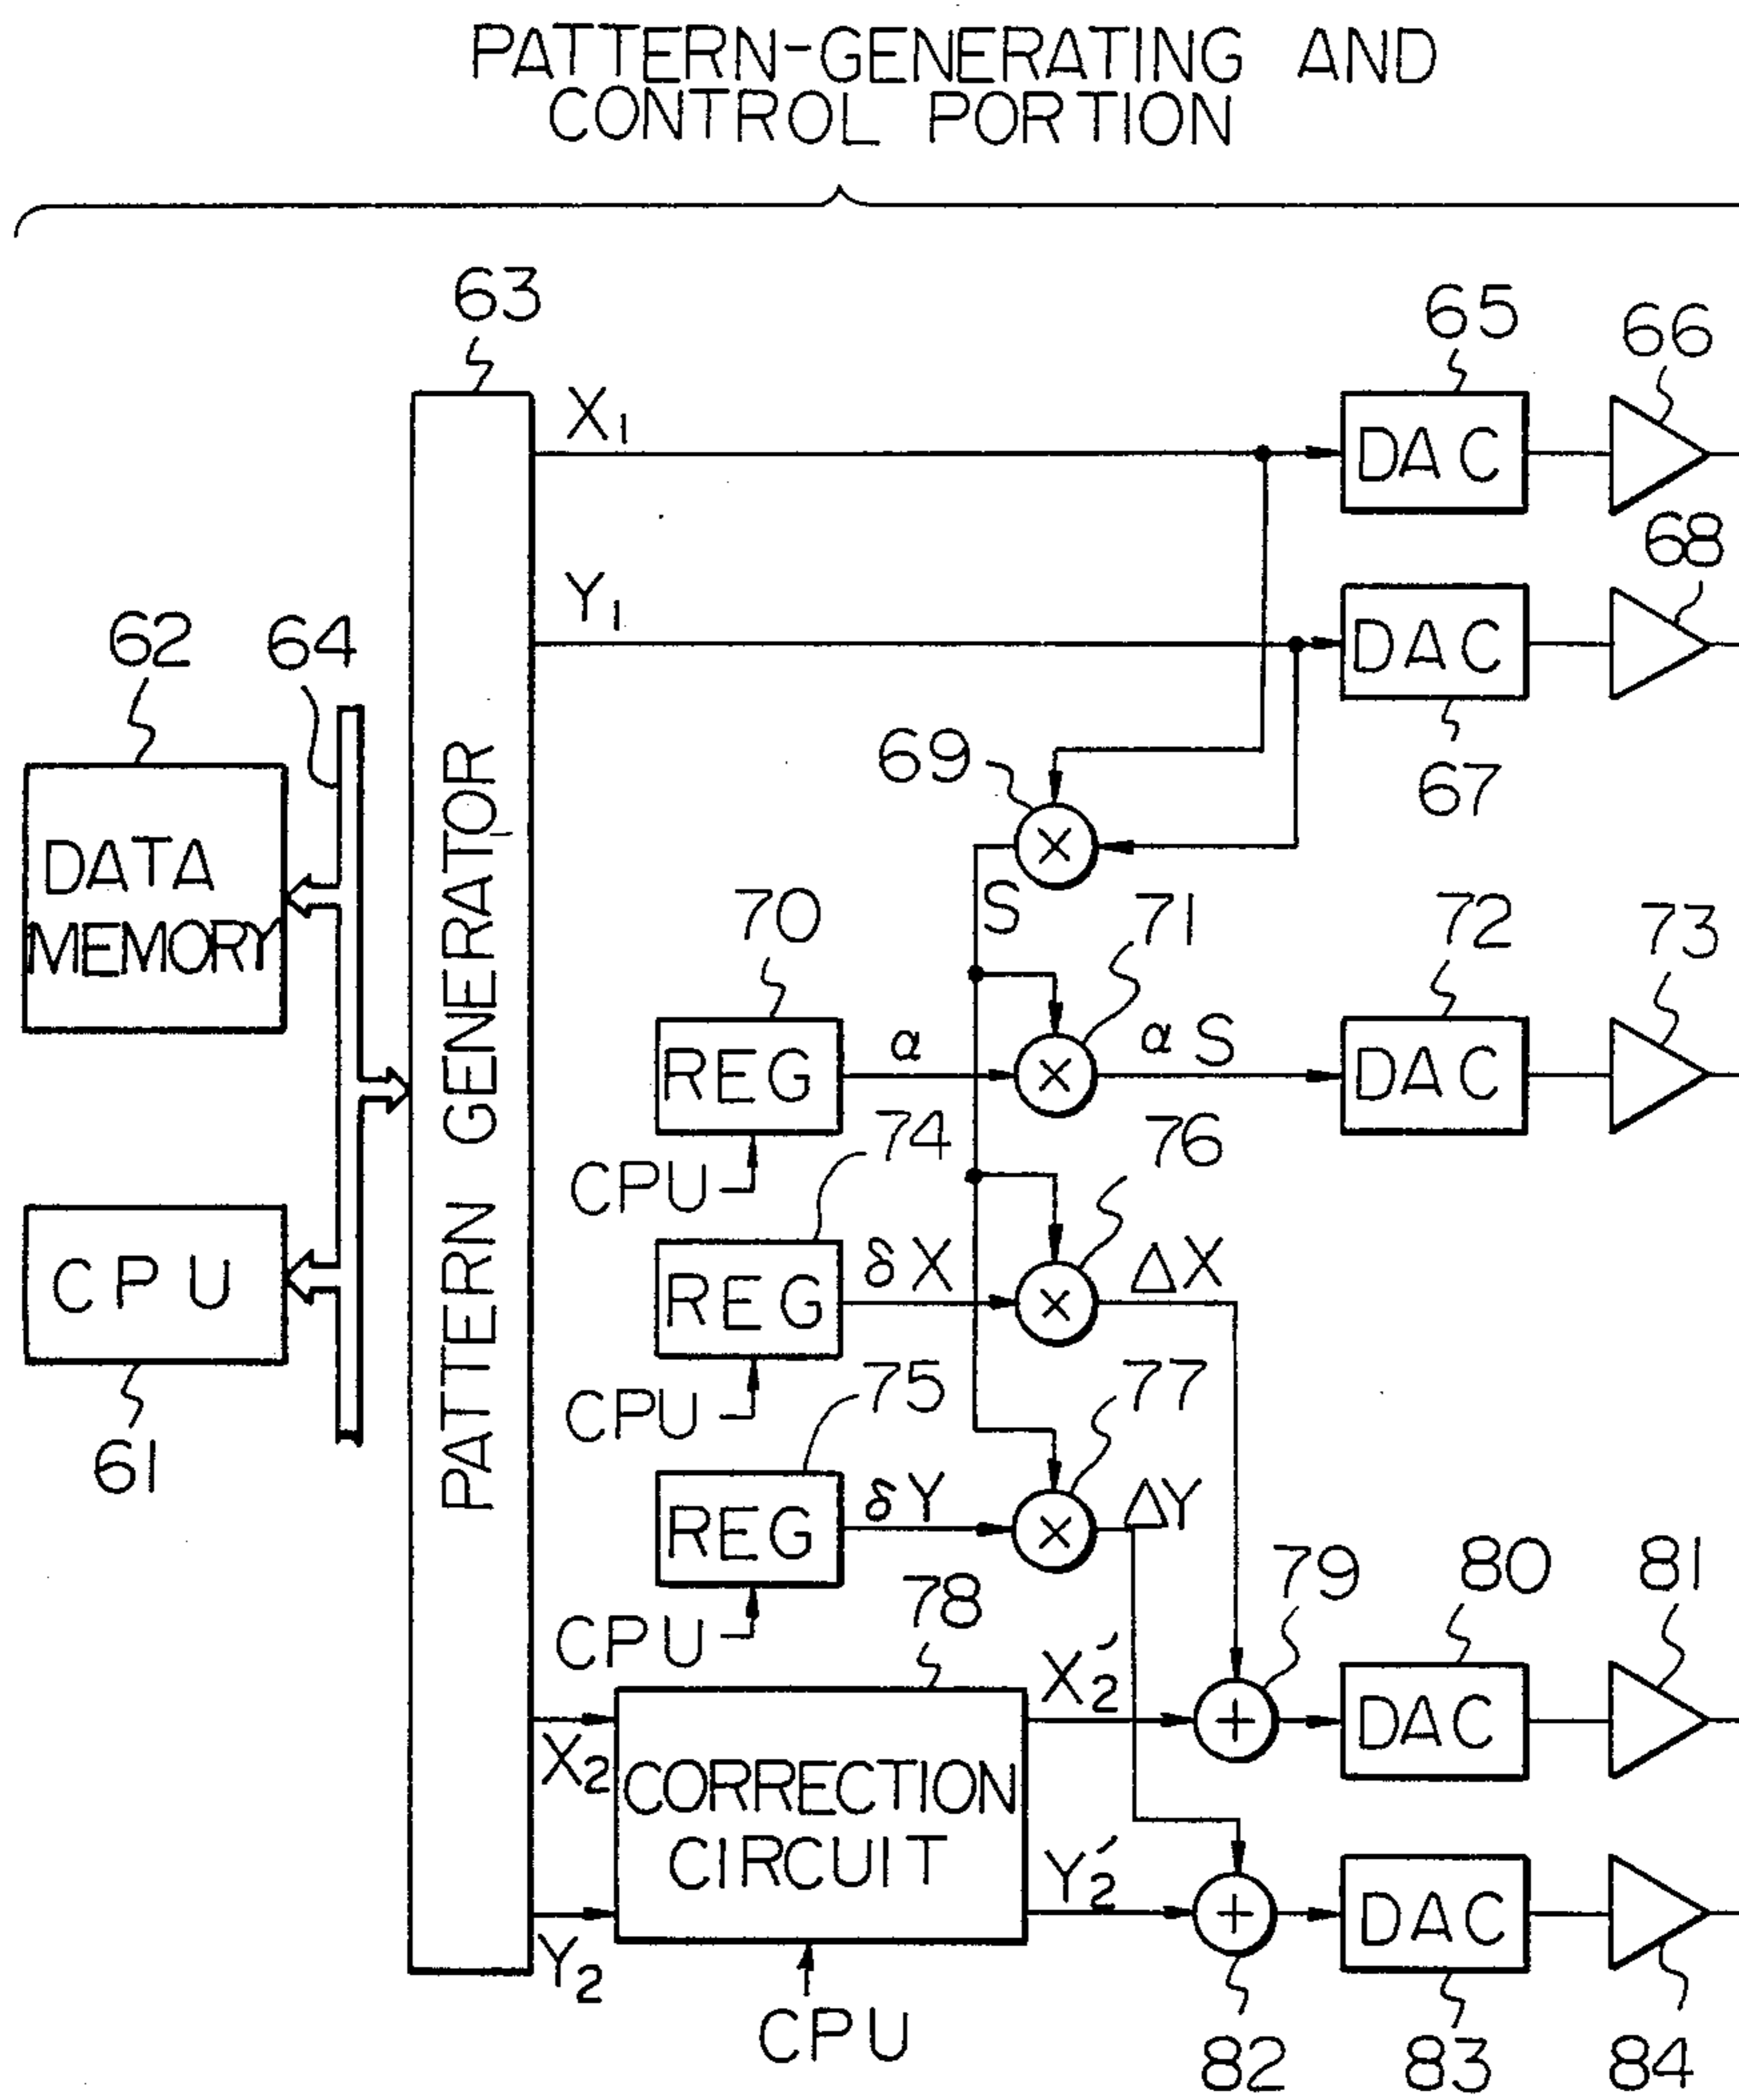 PATTERN-GENERATING AND
CONTROL PORTION
63
65
66
X₁
DAC
68
Y₁
DAC
62
64
67
69
DATA
MEMORY
PATTERN GENERATOR
S
70
71
72
73
REG
α
αS
DAC
CPU
74
76
REG
δX
ΔX
CPU
CPU
61
75
77
REG
δY
ΔY
CPU
78
79
80
81
X₂'
DAC
X₂
CORRECTION
CIRCUIT
Y₂'
DAC
Y₂
CPU
82
83
84